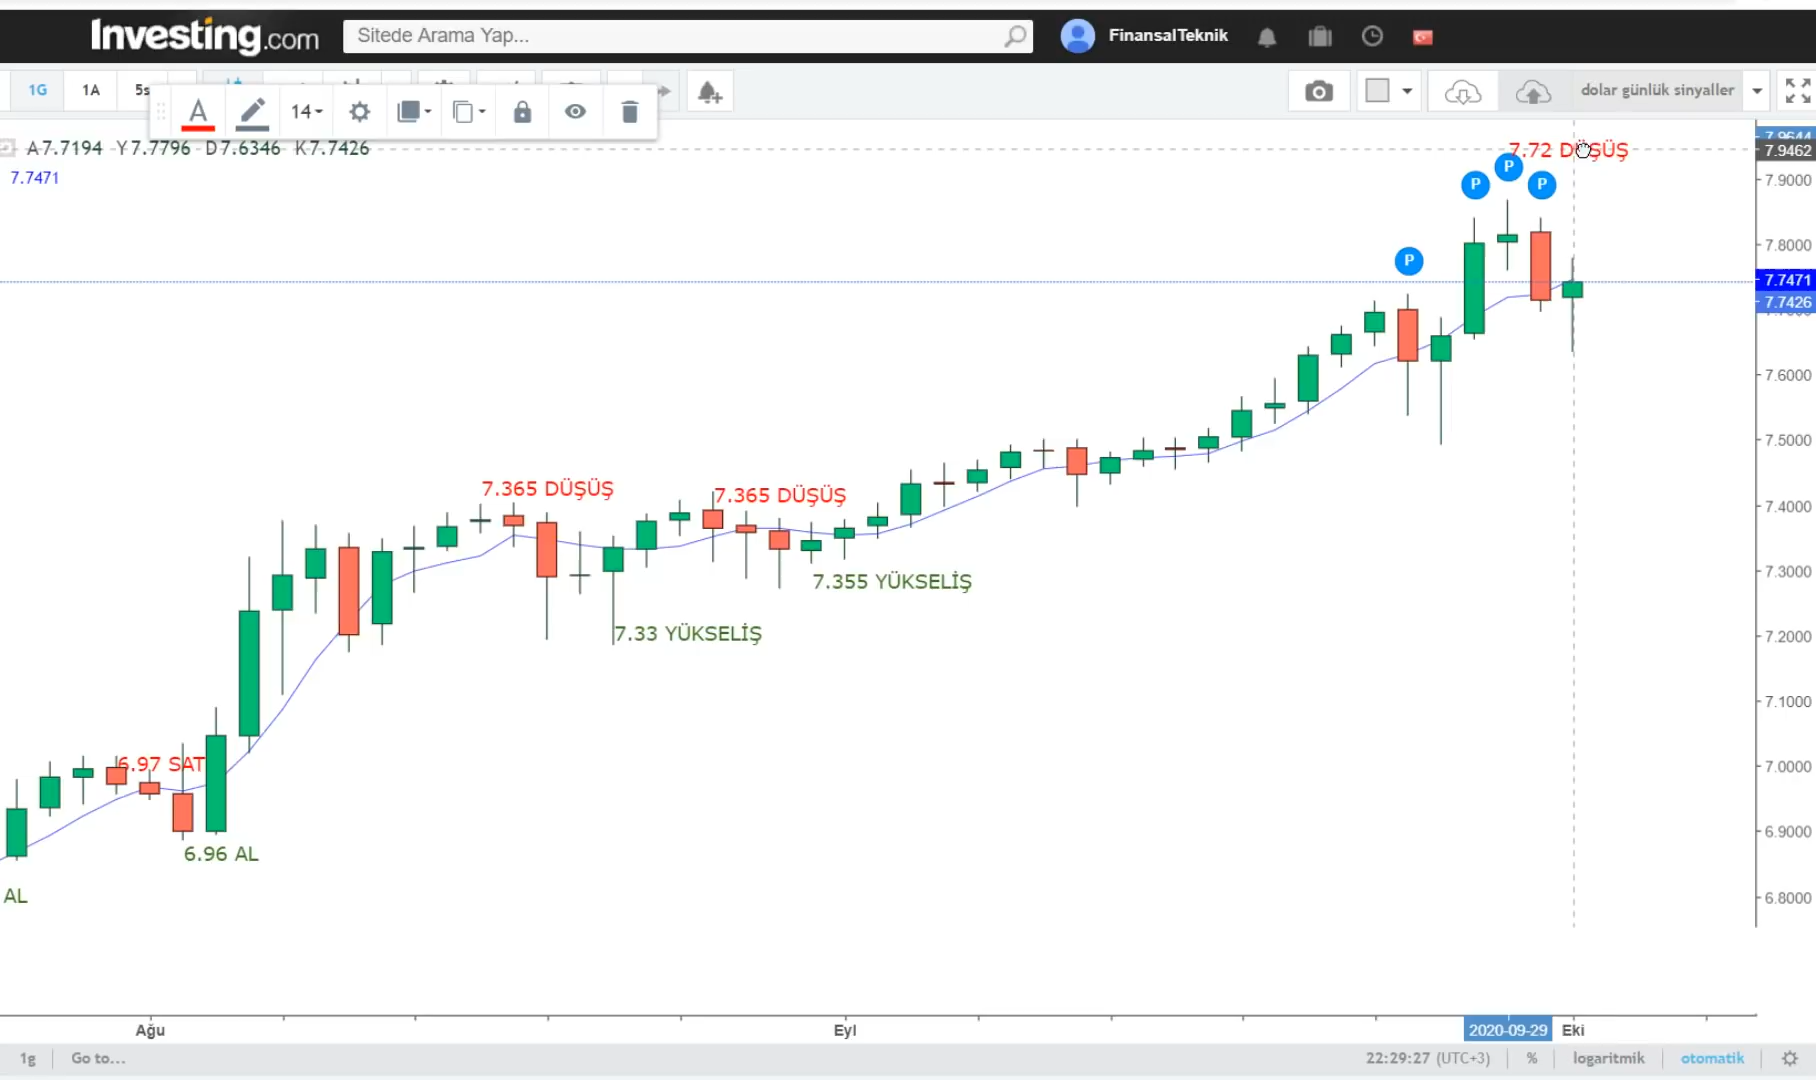 Investing.com
Sitede Arama Yap...
FinansalTeknik
1G
1A
A
14
dolar günlük sinyaller
A7.7194 Y7.7796 D7.6346 K7.7426
7.7471
7.72 DÜŞÜŞ
P
P
P
P
7.9462
7.9000
7.8000
7.7471
7.7426
7.6000
7.5000
7.4000
7.3000
7.2000
7.1000
7.0000
6.9000
6.8000
7.365 DÜŞÜŞ
7.365 DÜŞÜŞ
7.355 YÜKSELİŞ
7.33 YÜKSELİŞ
6.97 SAT
6.96 AL
AL
Ağu
Eyl
2020-09-29
Eki
1g
Go to...
22:29:27 (UTC+3)
%
logaritmik
otomatik